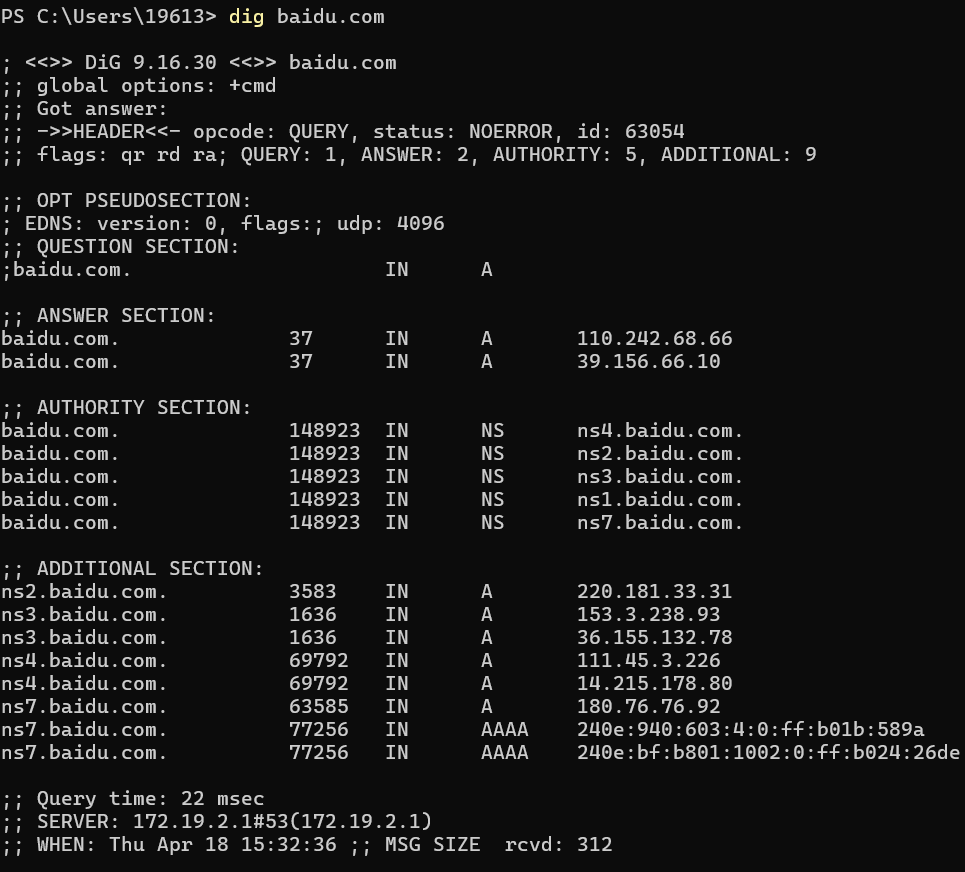 PS C:\Users\19613> dig baidu.com
; <<>> DiG 9.16.30 <<>> baidu.com
;; global options: +cmd
;; Got answer:
;; ->>HEADER<<- opcode: QUERY, status: NOERROR, id: 63054
;; flags: qr rd ra; QUERY: 1, ANSWER: 2, AUTHORITY: 5, ADDITIONAL: 9
;; OPT PSEUDOSECTION:
; EDNS: version: 0, flags:; udp: 4096
;; QUESTION SECTION:
;baidu.com. IN A
;; ANSWER SECTION:
baidu.com. 37 IN A 110.242.68.66
baidu.com. 37 IN A 39.156.66.10
;; AUTHORITY SECTION:
baidu.com. 148923 IN NS ns4.baidu.com.
baidu.com. 148923 IN NS ns2.baidu.com.
baidu.com. 148923 IN NS ns3.baidu.com.
baidu.com. 148923 IN NS ns1.baidu.com.
baidu.com. 148923 IN NS ns7.baidu.com.
;; ADDITIONAL SECTION:
ns2.baidu.com. 3583 IN A 220.181.33.31
ns3.baidu.com. 1636 IN A 153.3.238.93
ns3.baidu.com. 1636 IN A 36.155.132.78
ns4.baidu.com. 69792 IN A 111.45.3.226
ns4.baidu.com. 69792 IN A 14.215.178.80
ns7.baidu.com. 63585 IN A 180.76.76.92
ns7.baidu.com. 77256 IN AAAA 240e:940:603:4:0:ff:b01b:589a
ns7.baidu.com. 77256 IN AAAA 240e:bf:b801:1002:0:ff:b024:26de
;; Query time: 22 msec
;; SERVER: 172.19.2.1#53(172.19.2.1)
;; WHEN: Thu Apr 18 15:32:36 ;; MSG SIZE rcvd: 312